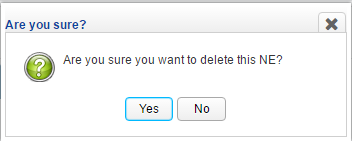 Are you sure?
Are you sure you want to delete this NE?
Yes No